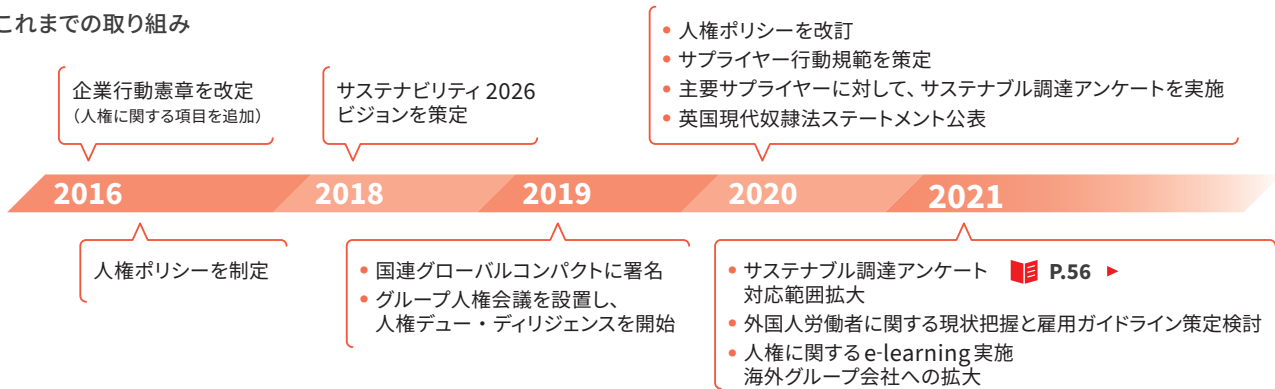 これまでの取り組み
企業行動憲章を改定
（人権に関する項目を追加）
サステナビリティ 2026
ビジョンを策定
• 人権ポリシーを改訂
• サプライヤー行動規範を策定
• 主要サプライヤーに対して、サステナブル調達アンケートを実施
• 英国現代奴隷法ステートメント公表
2016 2018 2019 2020 2021
人権ポリシーを制定
• 国連グローバルコンパクトに署名
• グループ人権会議を設置し、
人権デュー・ディリジェンスを開始
• サステナブル調達アンケート P.56 ▶
対応範囲拡大
• 外国人労働者に関する現状把握と雇用ガイドライン策定検討
• 人権に関するe-learning実施
海外グループ会社への拡大